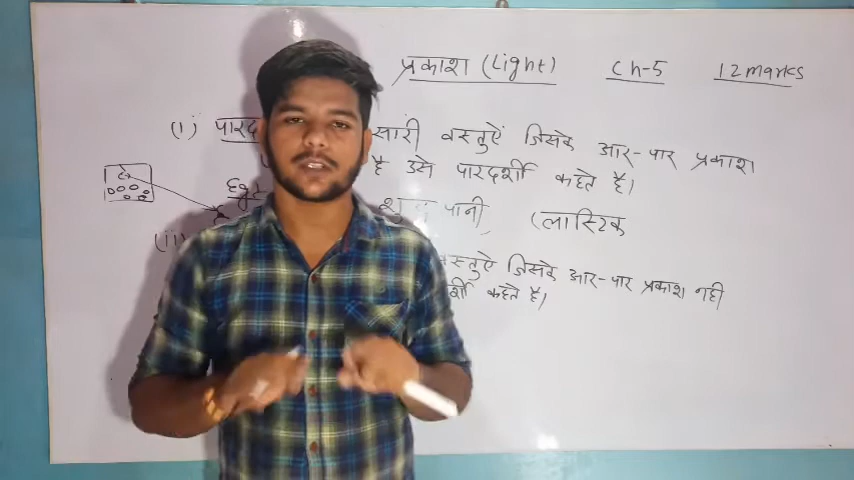 प्रकाश (Light) Ch-5 12 marks
(i) पारद सारी वस्तुऐं जिसके आर-पार प्रकाश
है उसे पारदर्शी कहते है।
Eg:- शुद्ध पानी, (लास्टिक
(ii) वस्तुऐ जिसके आर-पार प्रकाश नही
र्शी कहते है।